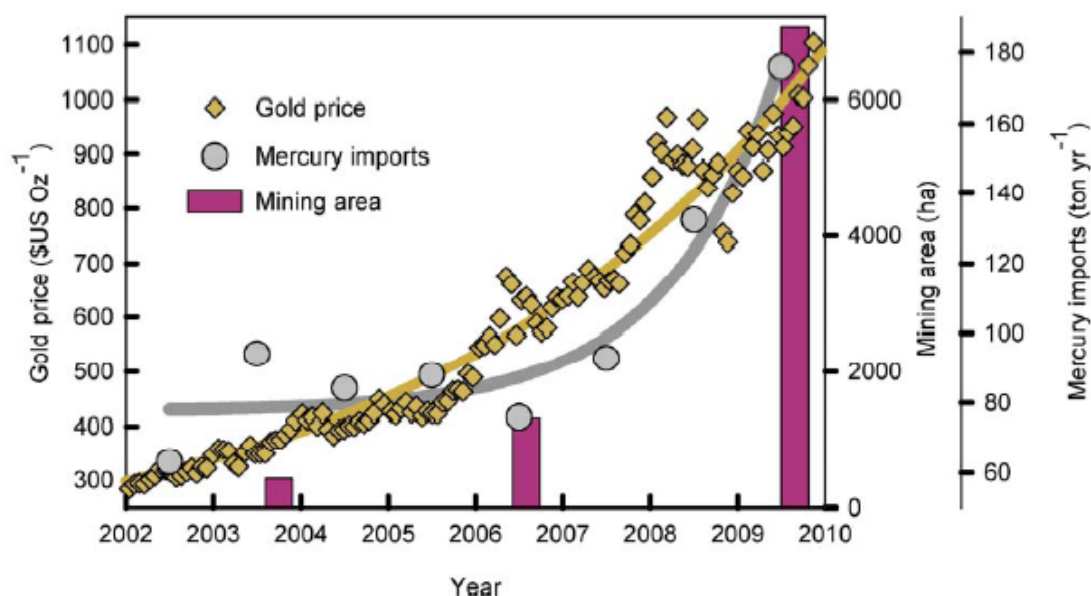 Gold price ($US Oz⁻¹)
1100
1000
900
800
700
600
500
400
300
Gold price
Mercury imports
Mining area
6000
4000
2000
0
Mining area (ha)
180
160
140
120
100
80
60
Mercury imports (ton yr⁻¹)
2002 2003 2004 2005 2006 2007 2008 2009 2010
Year